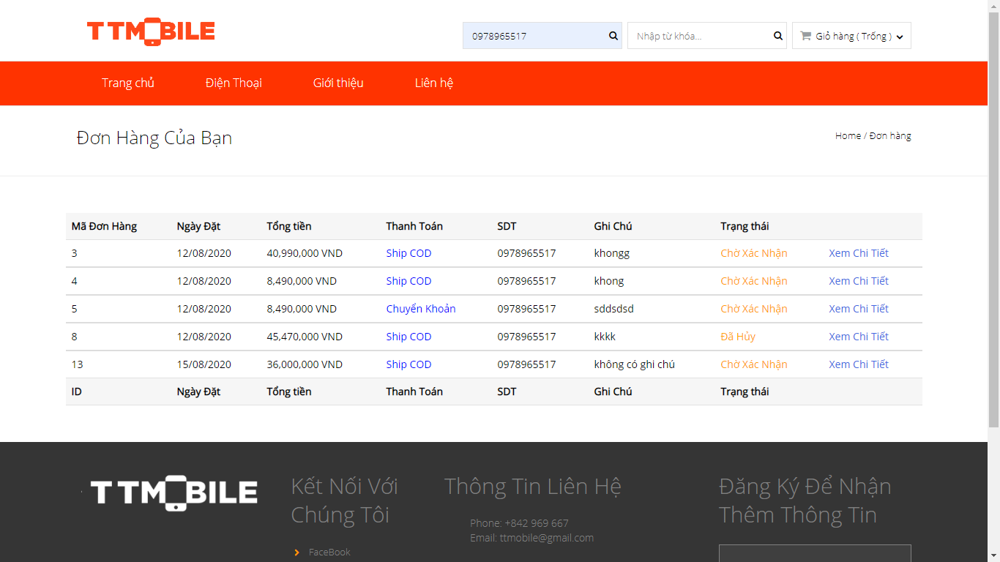 TTMOBILE
0978965517
Nhập từ khóa...
Giỏ hàng ( Trống )
Trang chủ Điện Thoại Giới thiệu Liên hệ
Đơn Hàng Của Bạn
Home / Đơn hàng
Mã Đơn Hàng Ngày Đặt Tổng tiền Thanh Toán SDT Ghi Chú Trạng thái
3 12/08/2020 40,990,000 VND Ship COD 0978965517 khongg Chờ Xác Nhận Xem Chi Tiết
4 12/08/2020 8,490,000 VND Ship COD 0978965517 khong Chờ Xác Nhận Xem Chi Tiết
5 12/08/2020 8,490,000 VND Chuyển Khoản 0978965517 sddsdsd Chờ Xác Nhận Xem Chi Tiết
8 12/08/2020 45,470,000 VND Ship COD 0978965517 kkkk Đã Hủy Xem Chi Tiết
13 15/08/2020 36,000,000 VND Ship COD 0978965517 không có ghi chú Chờ Xác Nhận Xem Chi Tiết
ID Ngày Đặt Tổng tiền Thanh Toán SDT Ghi Chú Trạng thái
TTMOBILE
Kết Nối Với
Chúng Tôi
FaceBook
Thông Tin Liên Hệ
Phone: +842 969 667
Email: ttmobile@gmail.com
Đăng Ký Để Nhận
Thêm Thông Tin